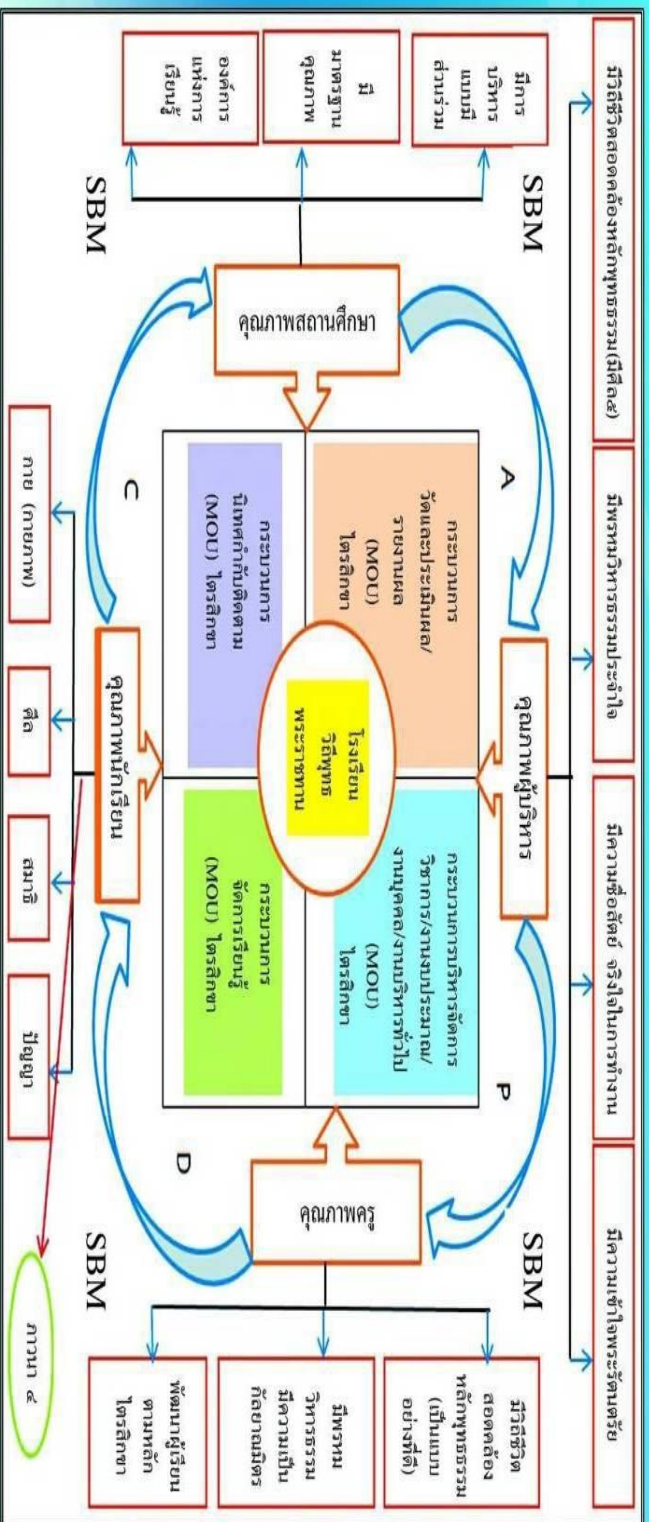 มีวิถีชีวิตสอดคล้องหลักพุทธธรรม(มีศีล๕)
มีพรหมวิหารธรรมประจำใจ
มีความซื่อสัตย์ จริงใจในการทำงาน
มีความเข้าใจพระรัตนตรัย
มีการ
บริหาร
แบบมี
ส่วนร่วม
มี
มาตรฐาน
คุณภาพ
องค์การ
แห่งการ
เรียนรู้
SBM
SBM
คุณภาพสถานศึกษา
A
คุณภาพผู้บริหาร
P
SBM
กระบวนการ
วัดและประเมินผล/
รายงานผล
(MOU)
ไตรสิกขา
กระบวนการบริหารจัดการ
วิชาการ/งานงบประมาณ/
งานบุคคล/งานบริหารทั่วไป
(MOU)
ไตรสิกขา
โรงเรียน
วิถีพุทธ
พระราชทาน
กระบวนการ
นิเทศกำกับติดตาม
(MOU) ไตรสิกขา
กระบวนการ
จัดการเรียนรู้
(MOU) ไตรสิกขา
คุณภาพครู
มีวิถีชีวิต
สอดคล้อง
หลักพุทธธรรม
(เป็นแบบ
อย่างที่ดี)
มีพรหม
วิหารธรรม
มีความเป็น
กัลยาณมิตร
พัฒนาผู้เรียน
ตามหลัก
ไตรสิกขา
C
คุณภาพนักเรียน
D
SBM
กาย (กายภาพ)
ศีล
สมาธิ
ปัญญา
ภาวนา ๔